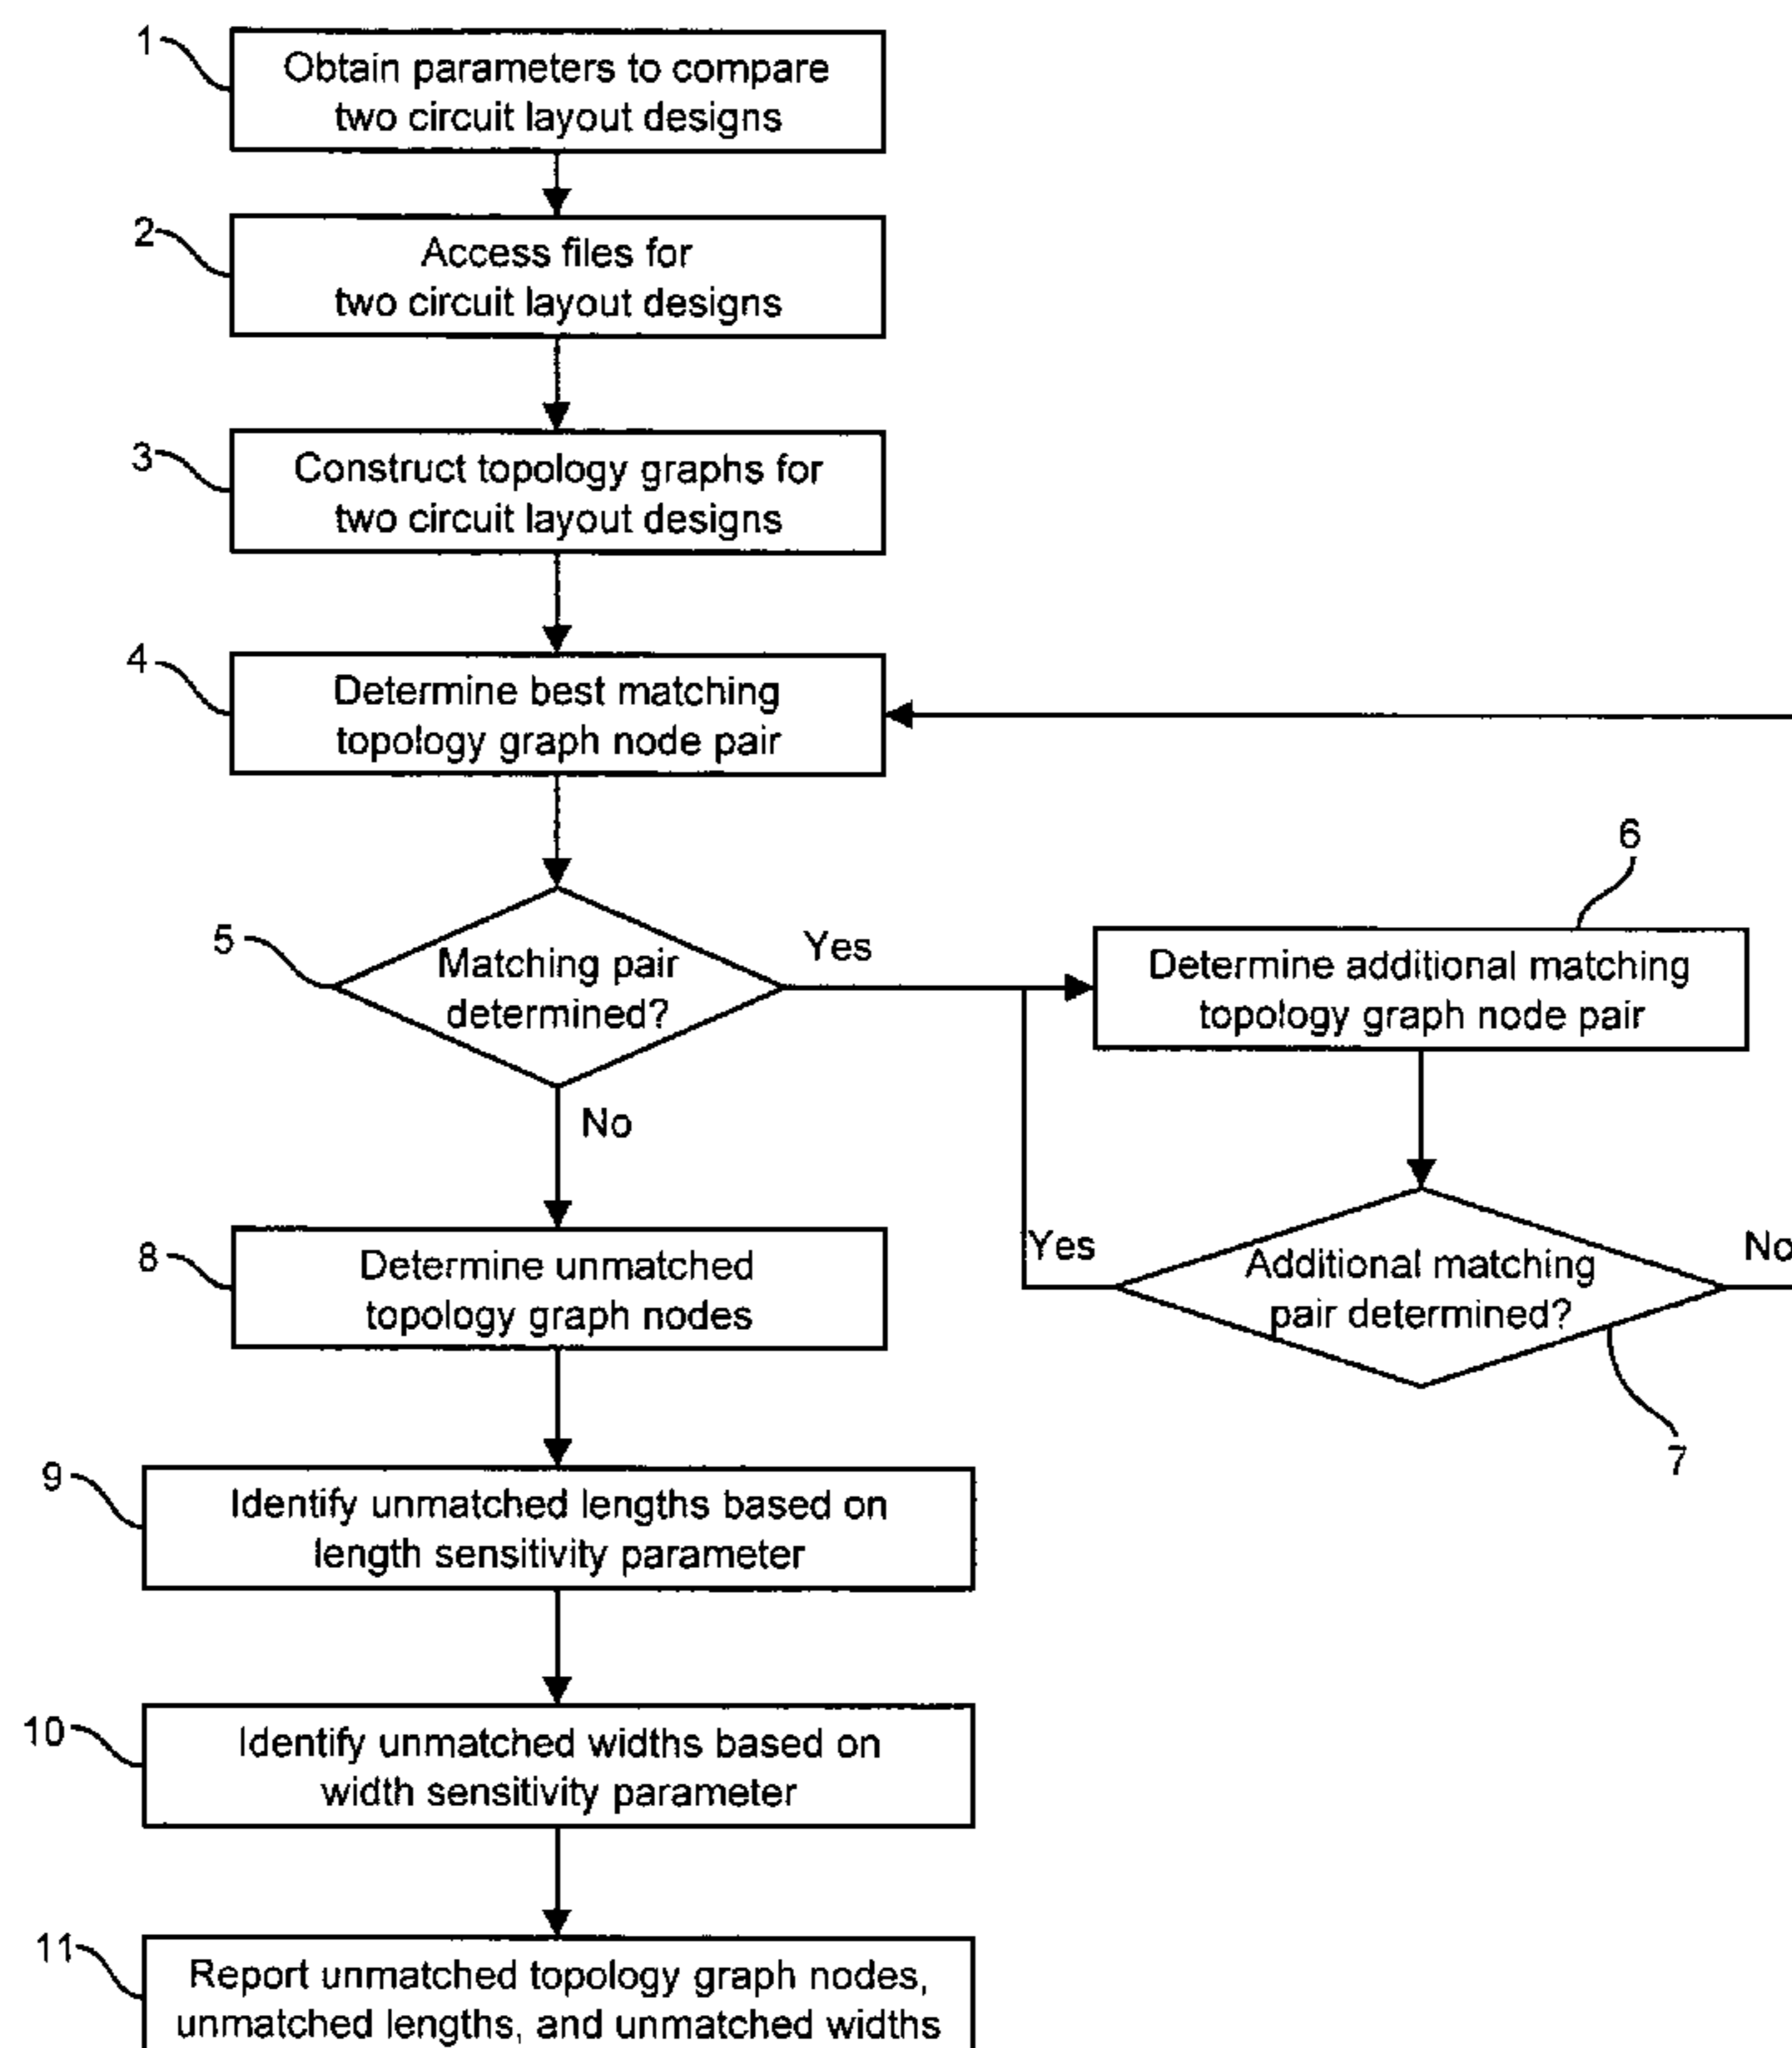 1
Obtain parameters to compare
two circuit layout designs
2
Access files for
two circuit layout designs
3
Construct topology graphs for
two circuit layout designs
4
Determine best matching
topology graph node pair
5
Matching pair
determined?
Yes
No
6
Determine additional matching
topology graph node pair
Additional matching
pair determined?
Yes
No
7
8
Determine unmatched
topology graph nodes
9
Identify unmatched lengths based on
length sensitivity parameter
10
Identify unmatched widths based on
width sensitivity parameter
11
Report unmatched topology graph nodes,
unmatched lengths, and unmatched widths